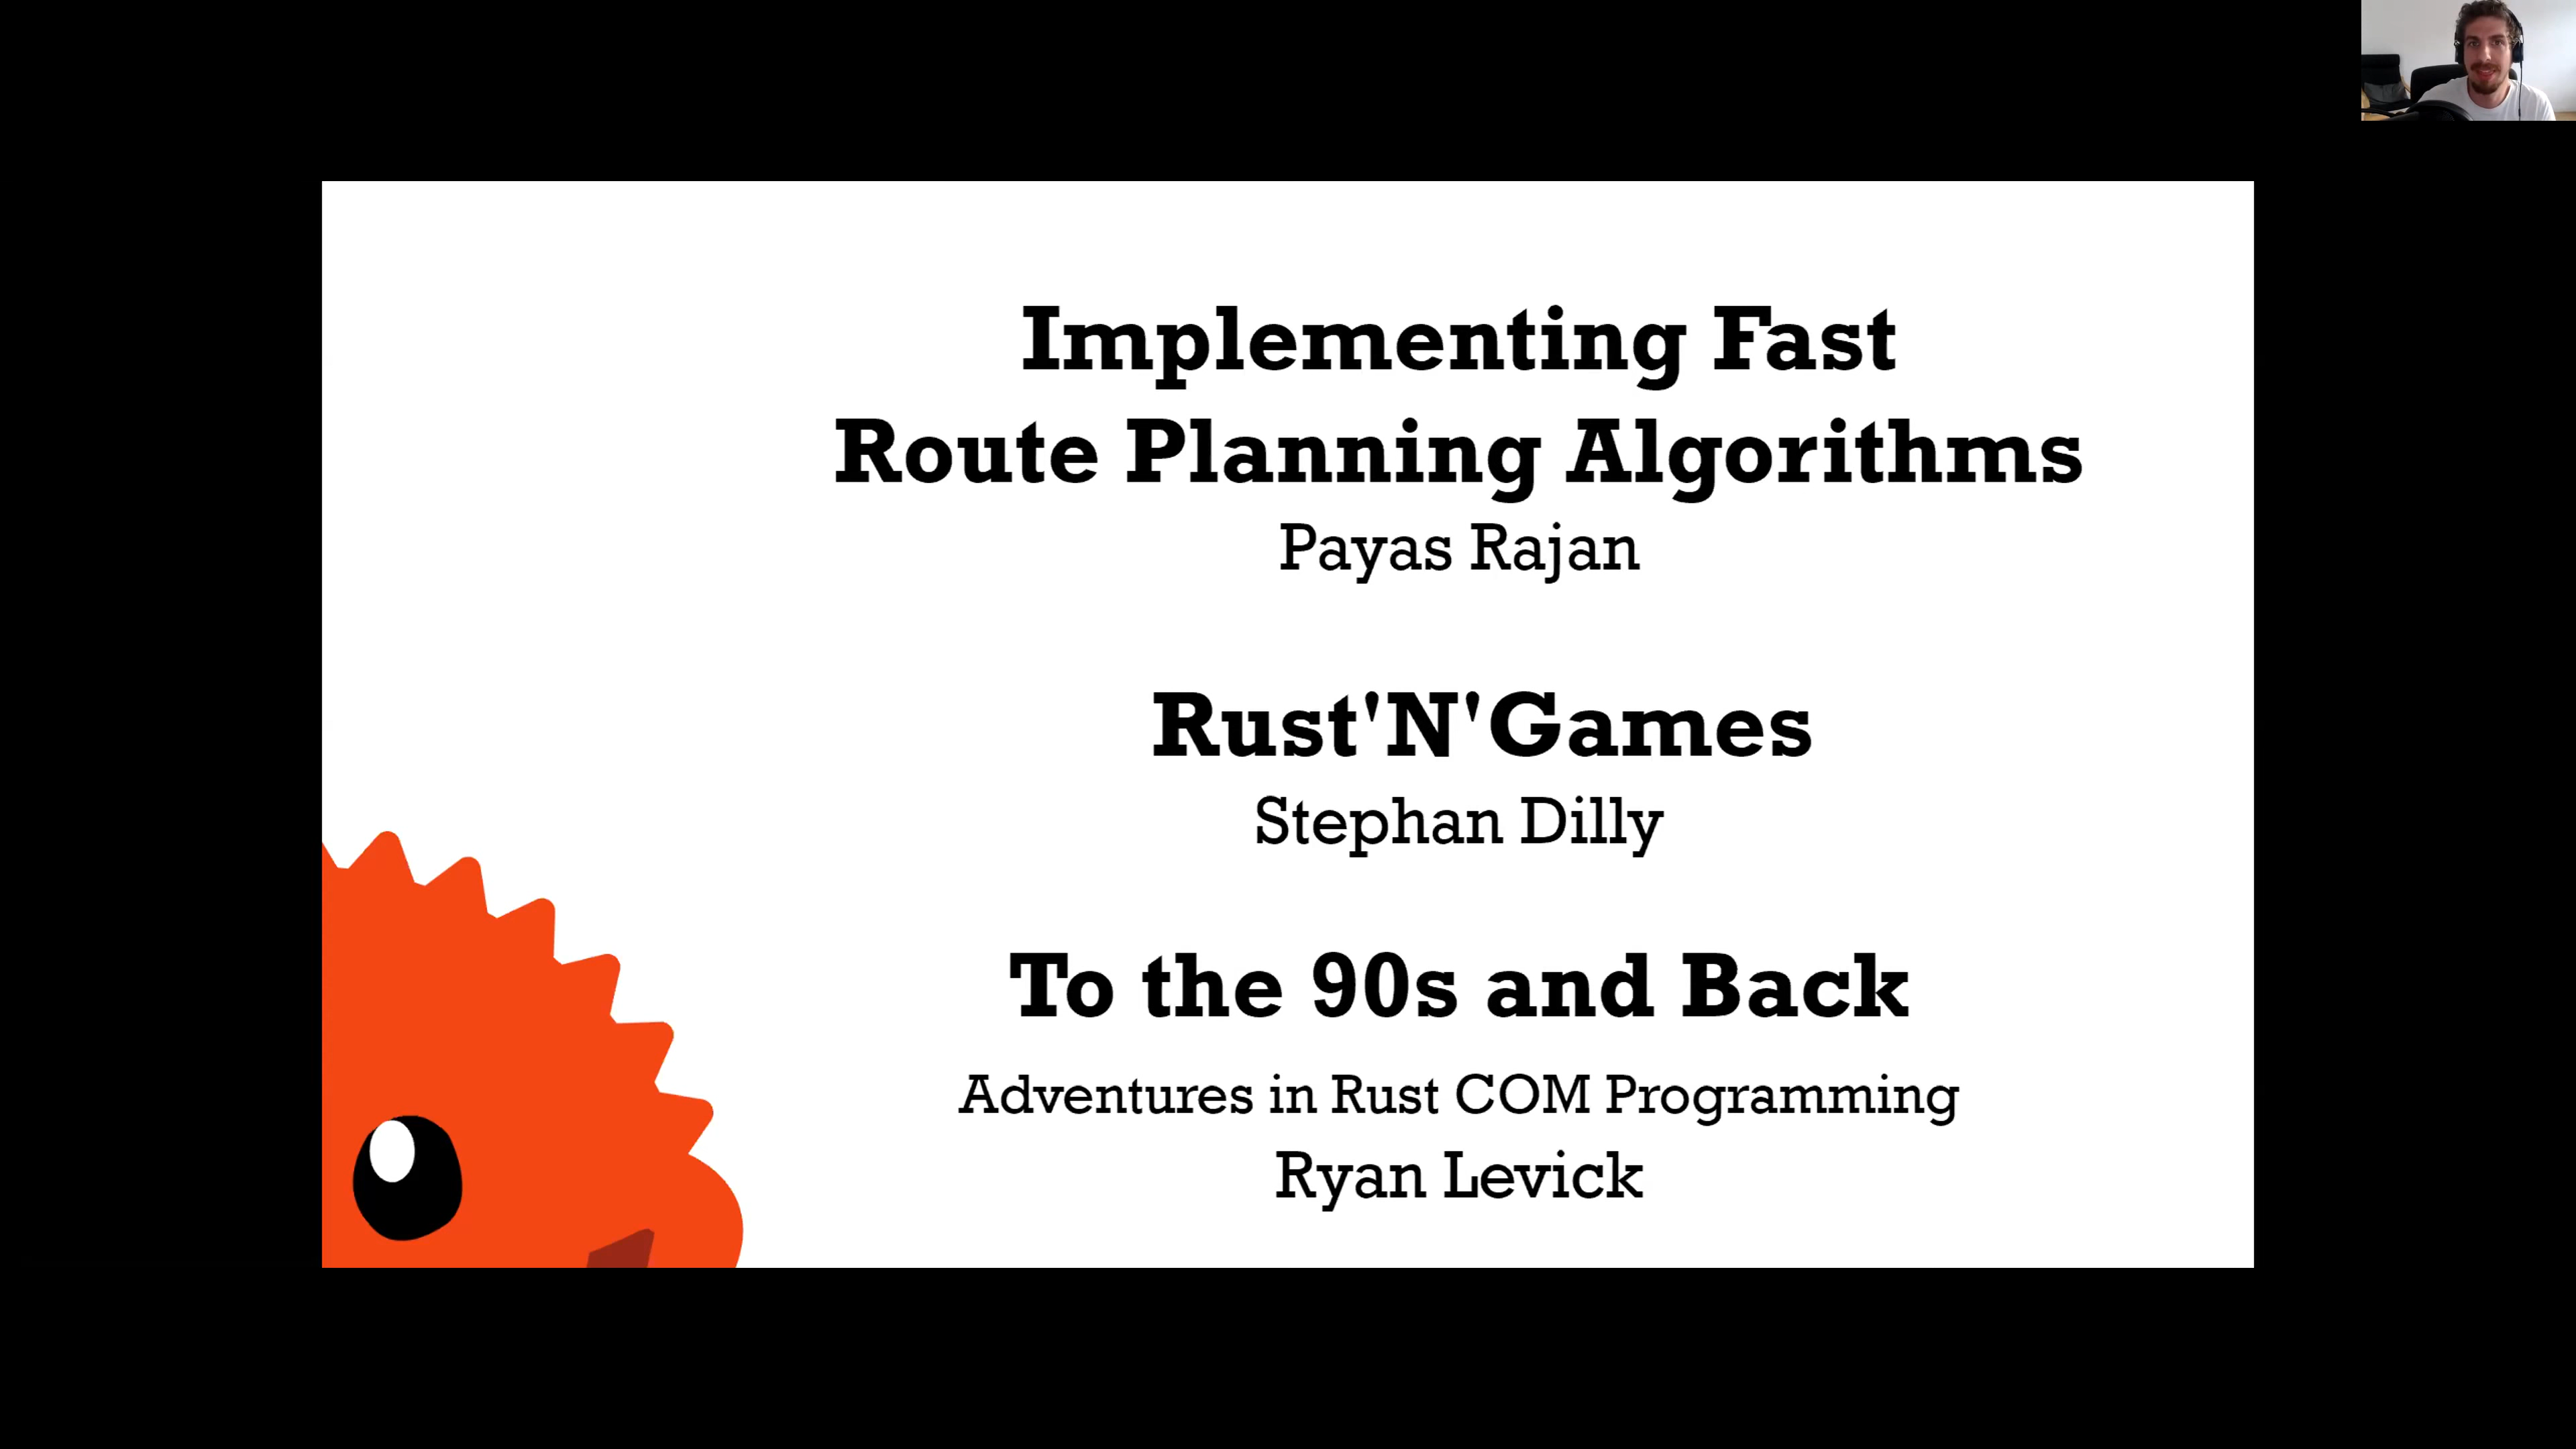 Implementing Fast
Route Planning Algorithms
Payas Rajan
Rust'N'Games
Stephan Dilly
To the 90s and Back
Adventures in Rust COM Programming
Ryan Levick